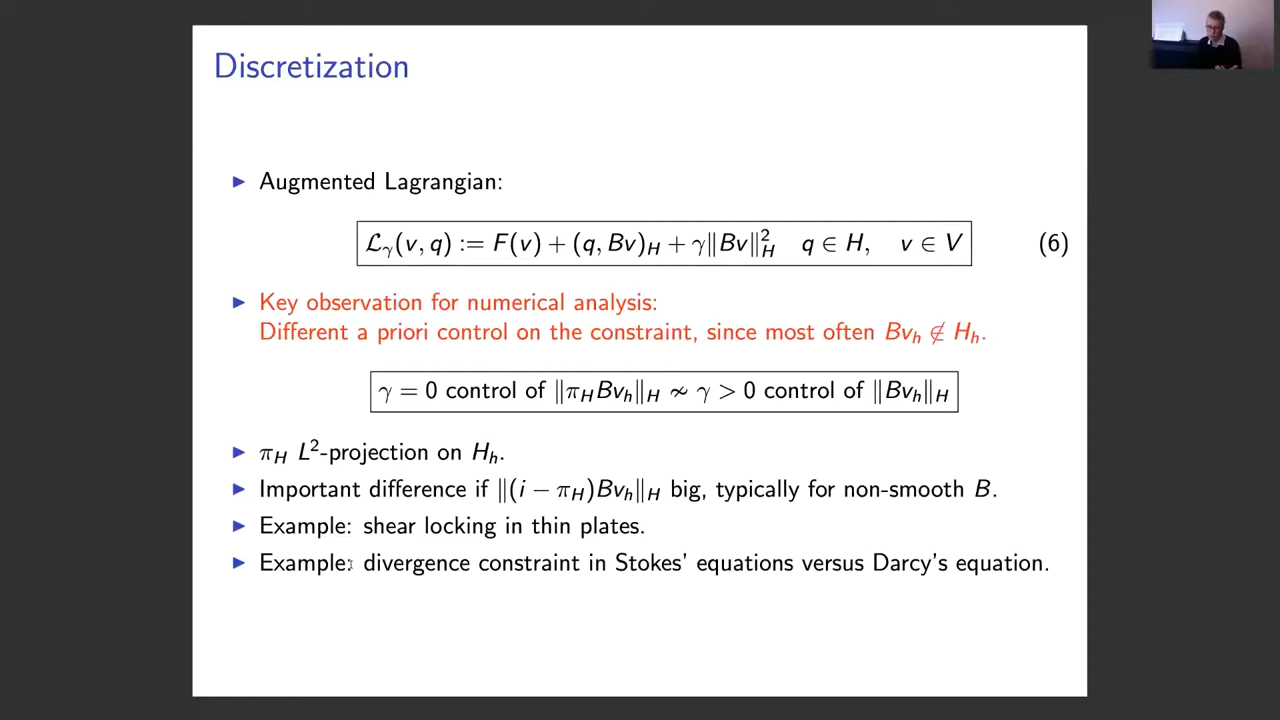 Discretization
▶ Augmented Lagrangian:
ℒ_γ(v, q) := F(v) + (q, Bv)_H + γ‖Bv‖²_H   q ∈ H,   v ∈ V   (6)
▶ Key observation for numerical analysis:
Different a priori control on the constraint, since most often Bv_h ∉ H_h.
γ = 0 control of ‖π_H Bv_h‖_H ≁ γ > 0 control of ‖Bv_h‖_H
▶ π_H L²-projection on H_h.
▶ Important difference if ‖(i − π_H)Bv_h‖_H big, typically for non-smooth B.
▶ Example: shear locking in thin plates.
▶ Example: divergence constraint in Stokes' equations versus Darcy's equation.